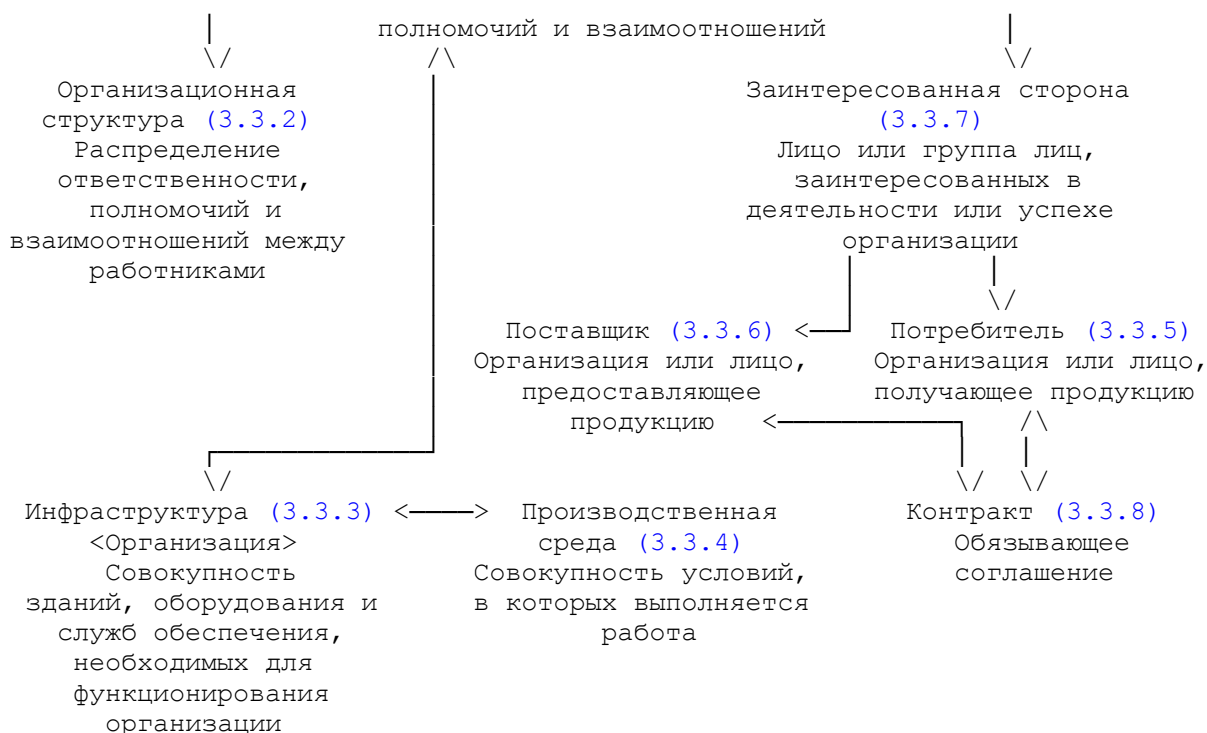 полномочий и взаимоотношений
Организационная
структура (3.3.2)
Распределение
ответственности,
полномочий и
взаимоотношений между
работниками
Заинтересованная сторона
(3.3.7)
Лицо или группа лиц,
заинтересованных в
деятельности или успехе
организации
Поставщик (3.3.6)
Организация или лицо,
предоставляющее
продукцию
Потребитель (3.3.5)
Организация или лицо,
получающее продукцию
Инфраструктура (3.3.3)
<Организация>
Совокупность
зданий, оборудования и
служб обеспечения,
необходимых для
функционирования
организации
Производственная
среда (3.3.4)
Совокупность условий,
в которых выполняется
работа
Контракт (3.3.8)
Обязывающее
соглашение